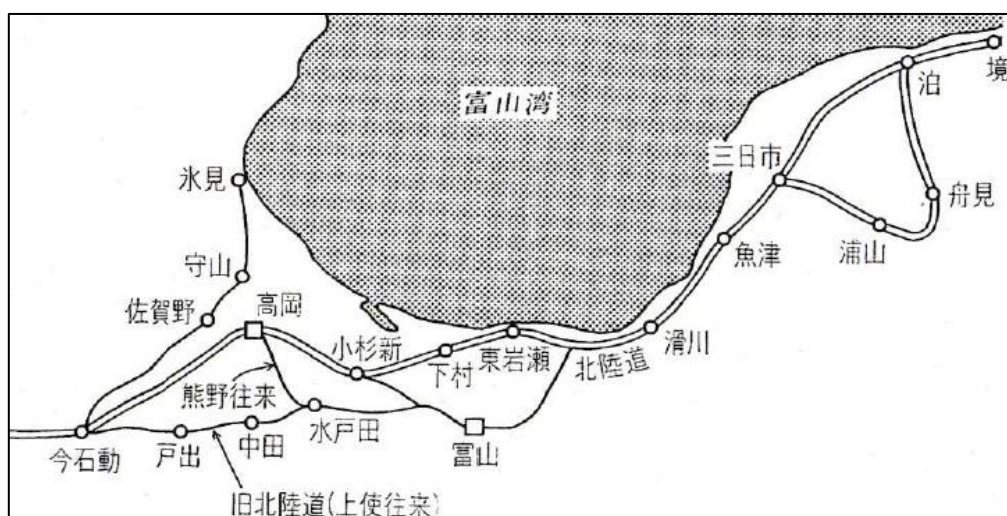 富山湾
境
泊
三日市
舟見
浦山
魚津
滑川
北陸道
東岩瀬
下村
小杉新
高岡
氷見
守山
佐賀野
熊野往来
水戸田
富山
中田
戸出
今石動
旧北陸道(上使往来)